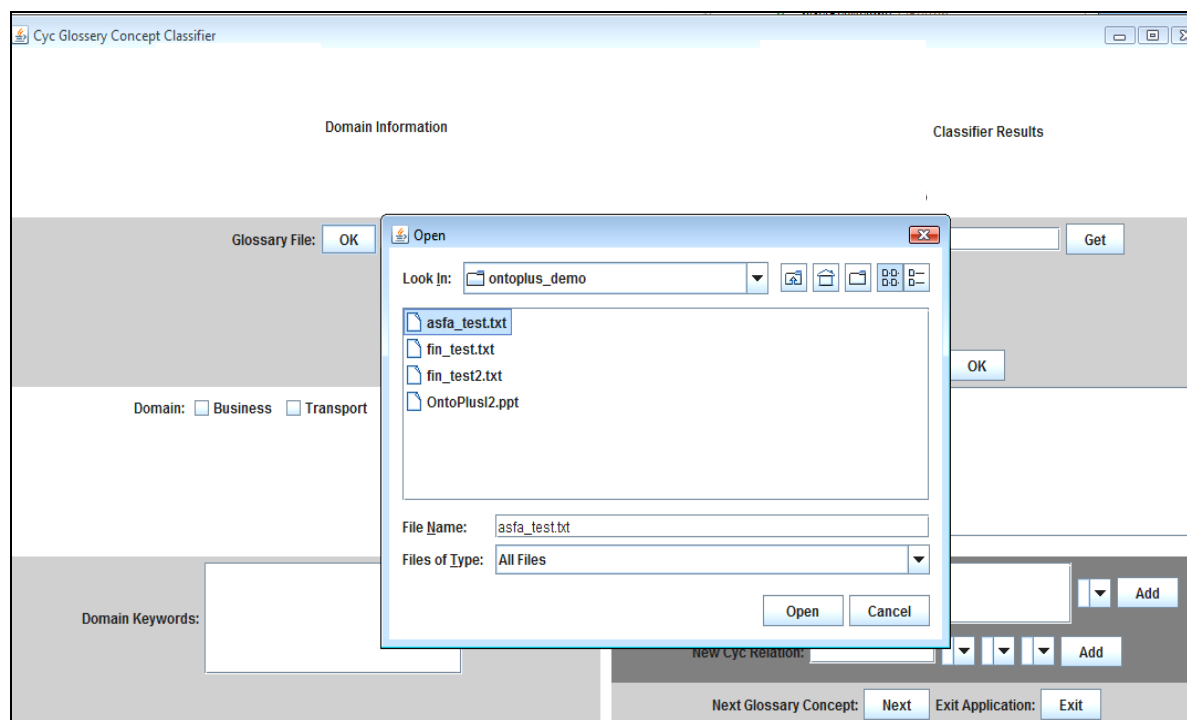 Cyc Glossery Concept Classifier
Domain Information
Classifier Results
Glossary File: OK
Get
OK
Domain: Business Transport
Domain Keywords:
Open
Look In: ontoplus_demo
asfa_test.txt
fin_test.txt
fin_test2.txt
OntoPlusI2.ppt
File Name: asfa_test.txt
Files of Type: All Files
Open Cancel
Add
New Cyc Relation: Add
Next Glossary Concept: Next Exit Application: Exit